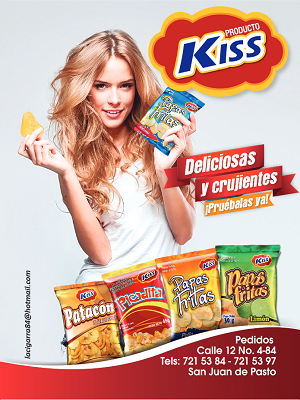 PRODUCTO
KISS
KISS
Papas
fritas
Deliciosas
y crujientes
¡Pruébalas ya!
KISS
Patacón
KISS
Picadita
KISS
Papas
fritas
KISS
Papas
fritas
Limón
lacigarra84@hotmail.com
Pedidos
Calle 12 No. 4-84
Tels: 721 53 84 - 721 53 97
San Juan de Pasto